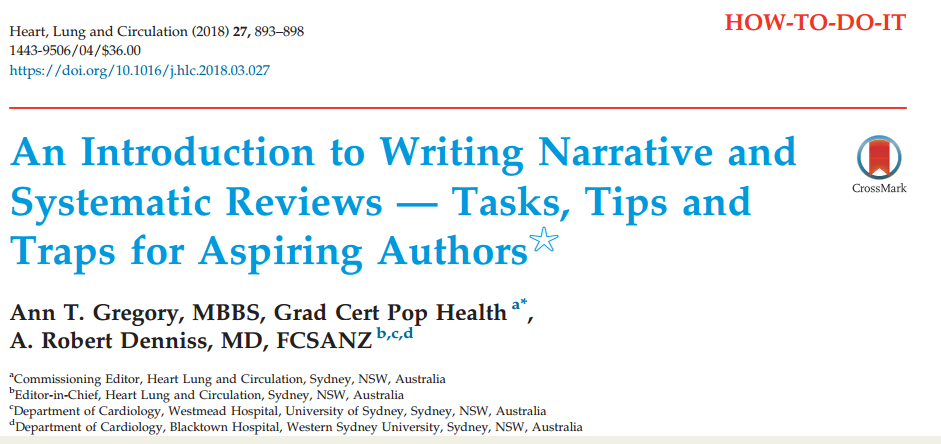 HOW-TO-DO-IT
Heart, Lung and Circulation (2018) 27, 893–898
1443-9506/04/$36.00
https://doi.org/10.1016/j.hlc.2018.03.027
An Introduction to Writing Narrative and
Systematic Reviews — Tasks, Tips and
Traps for Aspiring Authors☆
CrossMark
Ann T. Gregory, MBBS, Grad Cert Pop Health a*,
A. Robert Denniss, MD, FCSANZ b,c,d
aCommissioning Editor, Heart Lung and Circulation, Sydney, NSW, Australia
bEditor-in-Chief, Heart Lung and Circulation, Sydney, NSW, Australia
cDepartment of Cardiology, Westmead Hospital, University of Sydney, Sydney, NSW, Australia
dDepartment of Cardiology, Blacktown Hospital, Western Sydney University, Sydney, NSW, Australia